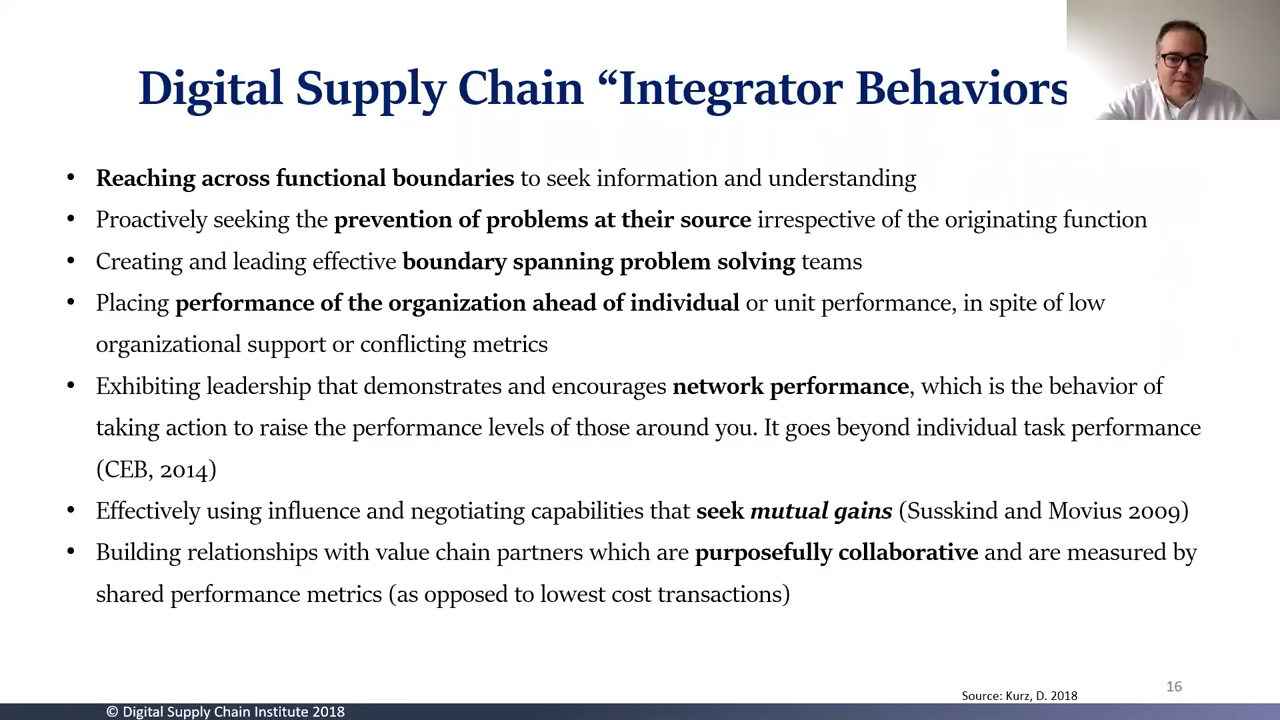 Digital Supply Chain “Integrator Behaviors
• Reaching across functional boundaries to seek information and understanding
• Proactively seeking the prevention of problems at their source irrespective of the originating function
• Creating and leading effective boundary spanning problem solving teams
• Placing performance of the organization ahead of individual or unit performance, in spite of low
organizational support or conflicting metrics
• Exhibiting leadership that demonstrates and encourages network performance, which is the behavior of
taking action to raise the performance levels of those around you. It goes beyond individual task performance
(CEB, 2014)
• Effectively using influence and negotiating capabilities that seek mutual gains (Susskind and Movius 2009)
• Building relationships with value chain partners which are purposefully collaborative and are measured by
shared performance metrics (as opposed to lowest cost transactions)
16
Source: Kurz, D. 2018
© Digital Supply Chain Institute 2018